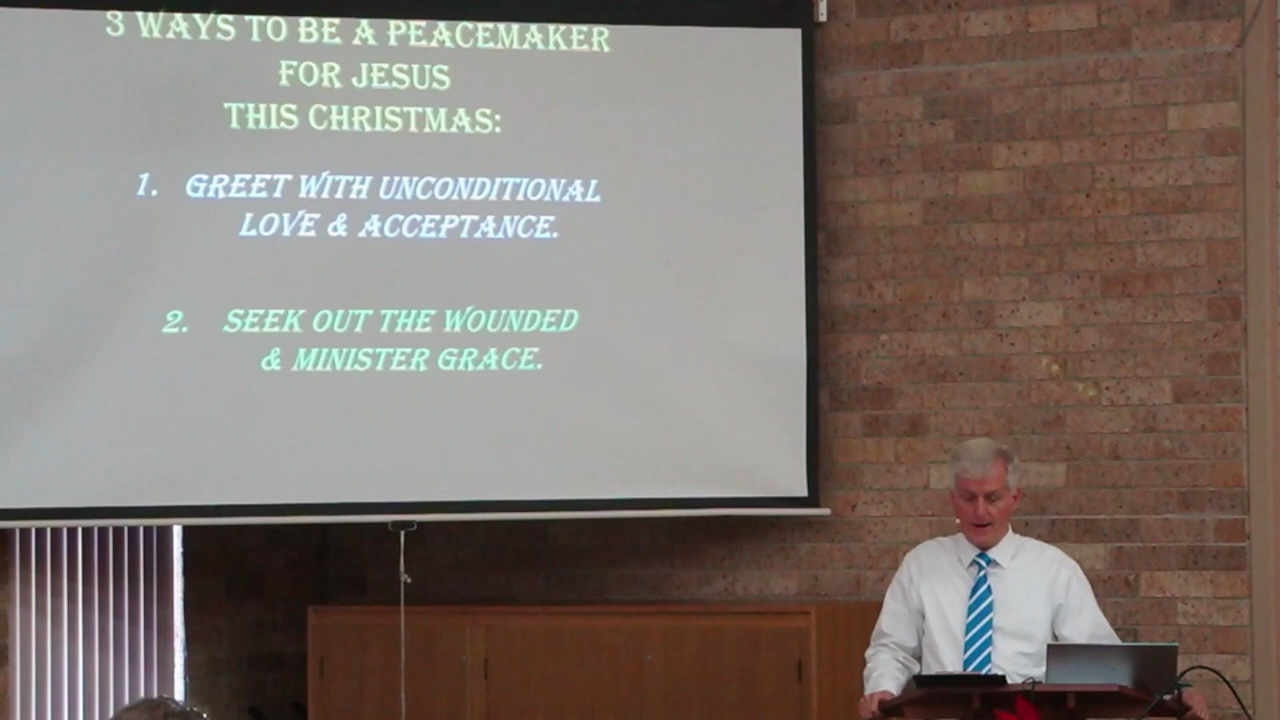 3 WAYS TO BE A PEACEMAKER
FOR JESUS
THIS CHRISTMAS:
1. GREET WITH UNCONDITIONAL
LOVE & ACCEPTANCE.
2. SEEK OUT THE WOUNDED
& MINISTER GRACE.